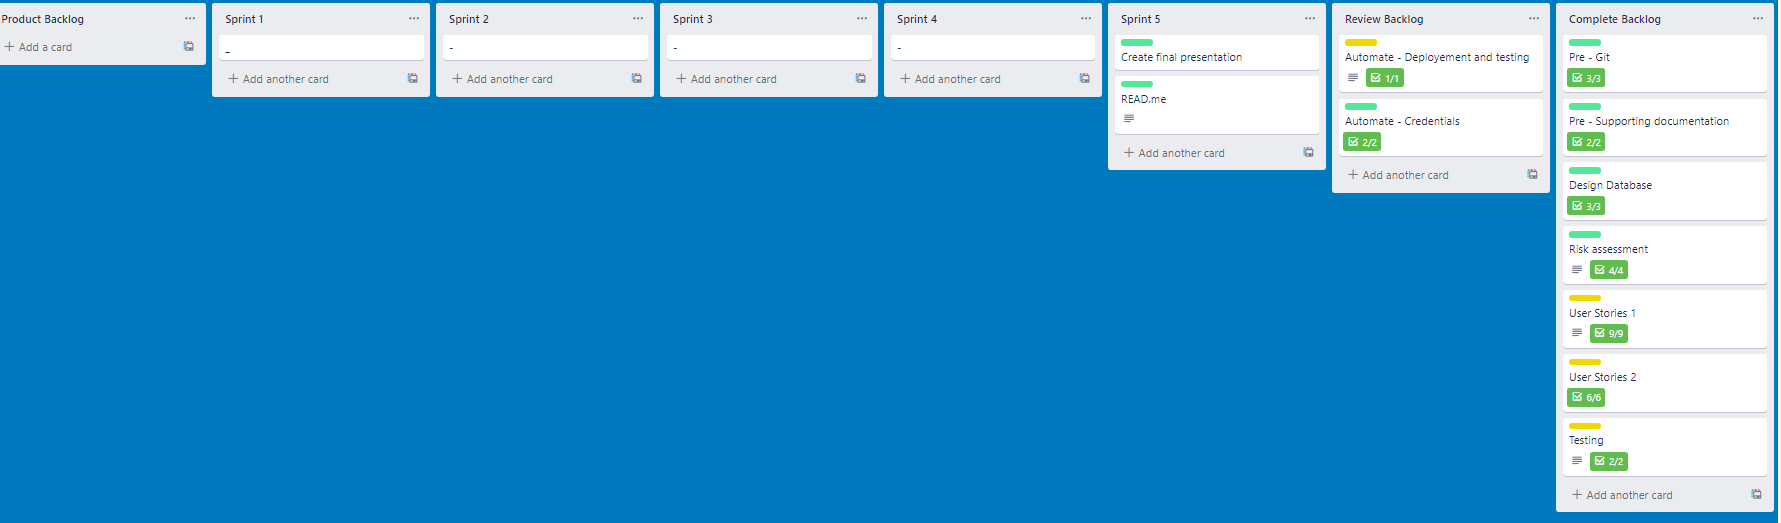 Product Backlog
Add a card
Sprint 1
_
Add another card
Sprint 2
-
Add another card
Sprint 3
-
Add another card
Sprint 4
-
Add another card
Sprint 5
Create final presentation
READ.me
Add another card
Review Backlog
Automate - Deployement and testing
1/1
Automate - Credentials
2/2
Add another card
Complete Backlog
Pre - Git
3/3
Pre - Supporting documentation
2/2
Design Database
3/3
Risk assessment
4/4
User Stories 1
9/9
User Stories 2
6/6
Testing
2/2
Add another card